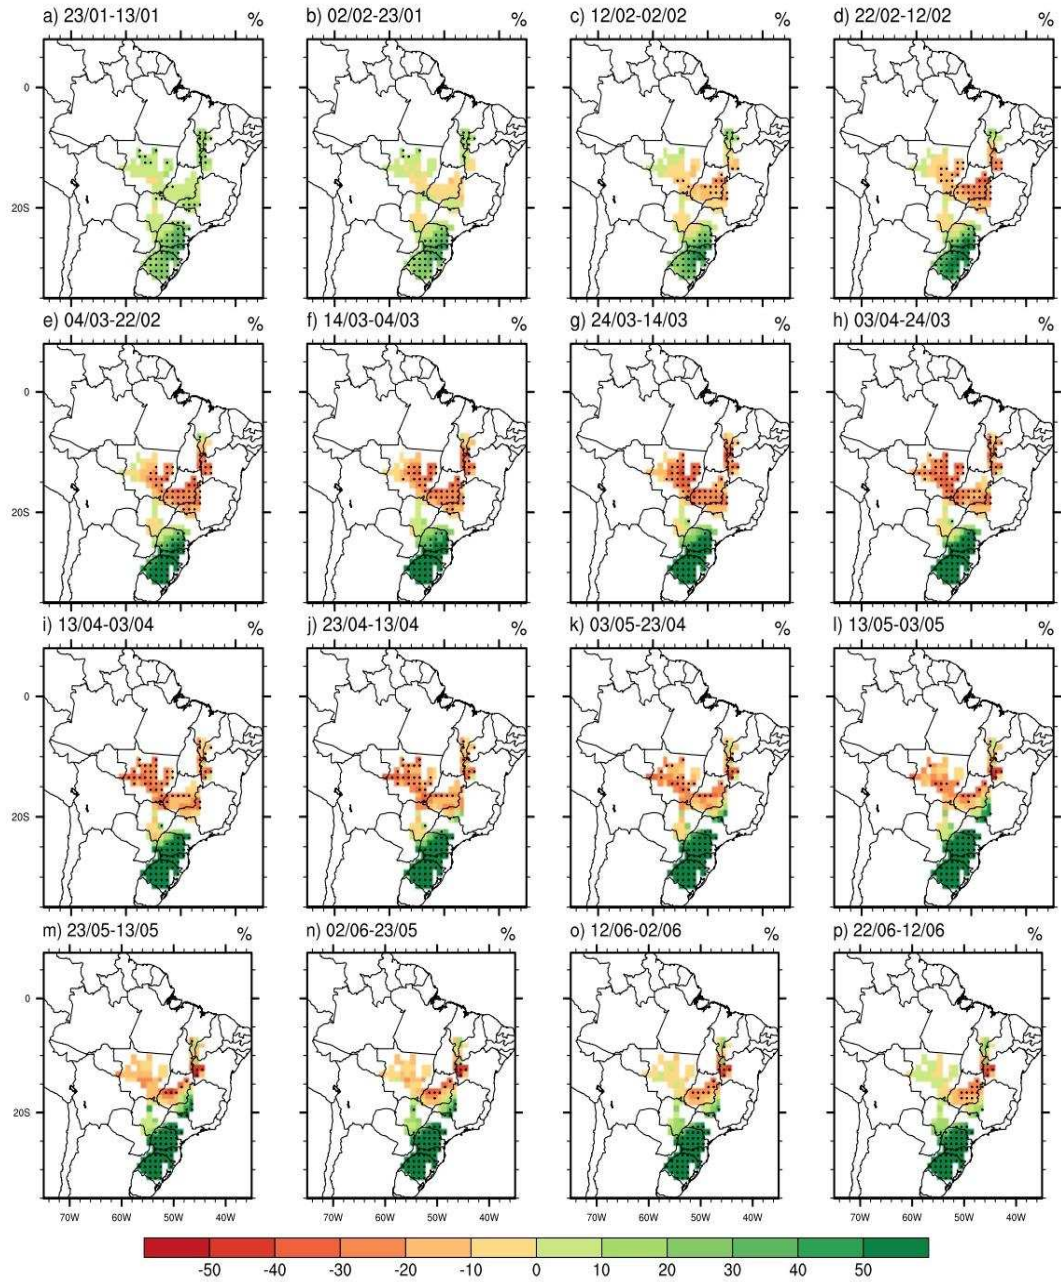 a) 23/01-13/01 % b) 02/02-23/01 % c) 12/02-02/02 % d) 22/02-12/02 %
0
20S
e) 04/03-22/02 % f) 14/03-04/03 % g) 24/03-14/03 % h) 03/04-24/03 %
0
20S
i) 13/04-03/04 % j) 23/04-13/04 % k) 03/05-23/04 % l) 13/05-03/05 %
0
20S
m) 23/05-13/05 % n) 02/06-23/05 % o) 12/06-02/06 % p) 22/06-12/06 %
0
20S
70W 60W 50W 40W 70W 60W 50W 40W 70W 60W 50W 40W 70W 60W 50W 40W
-50 -40 -30 -20 -10 0 10 20 30 40 50